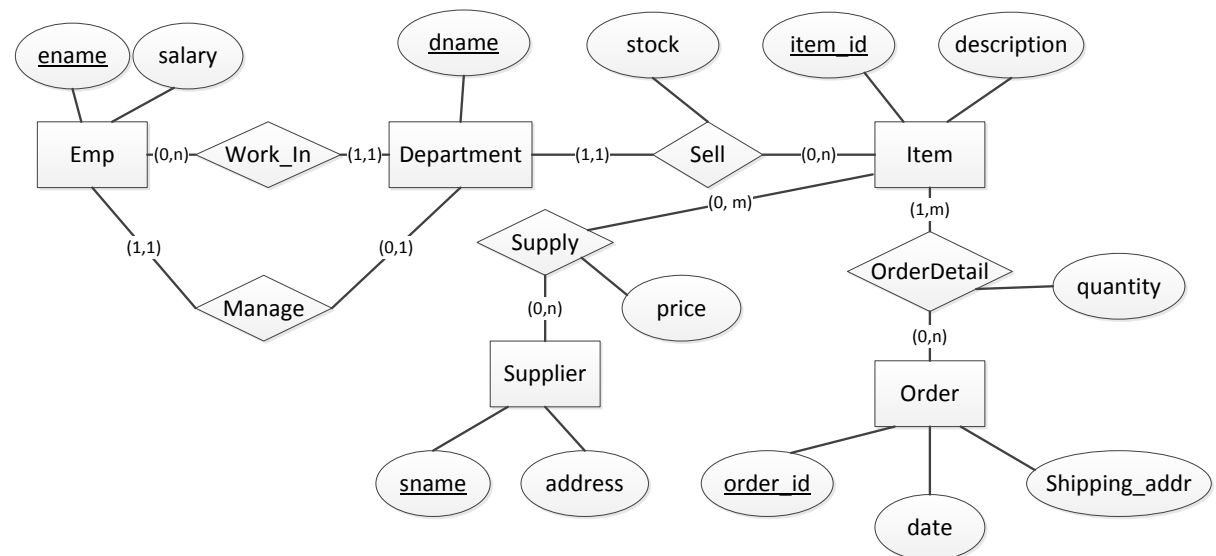 ename
salary
dname
stock
item_id
description
Emp
(0,n)
Work_In
(1,1)
Department
(1,1)
Sell
(0,n)
Item
(0, m)
(1,m)
(1,1)
(0,1)
Supply
OrderDetail
Manage
price
quantity
(0,n)
(0,n)
Supplier
Order
sname
address
order_id
Shipping_addr
date